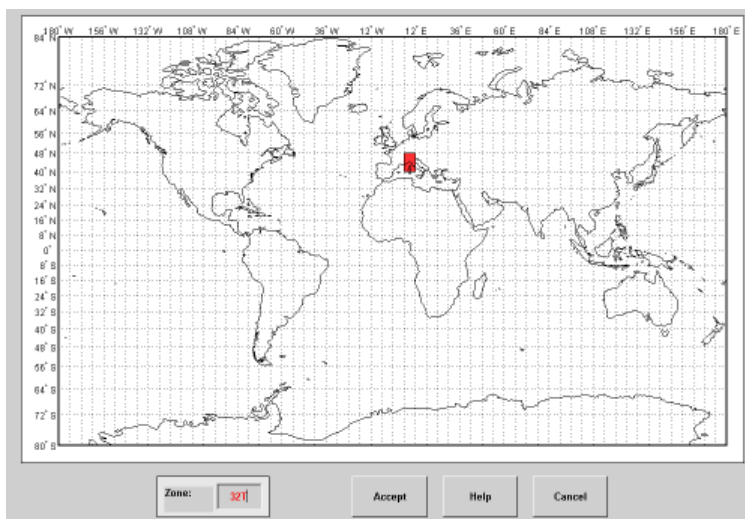 180° W 156° W 132° W 108° W 84° W 60° W 36° W 12° W 12° E 36° E 60° E 84° E 108° E 132° E 156° E 180° E
84° N
72° N
64° N
56° N
48° N
40° N
32° N
24° N
16° N
8° N
0°
8° S
16° S
24° S
32° S
40° S
48° S
56° S
64° S
72° S
80° S
Zone: 32T Accept Help Cancel